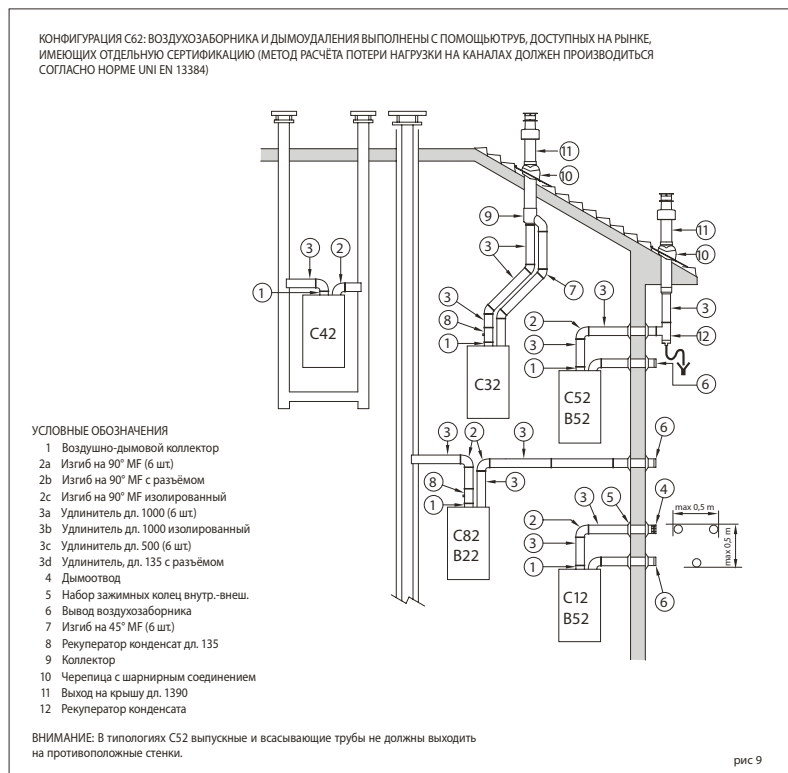 КОНФИГУРАЦИЯ C62: ВОЗДУХОЗАБОРНИКА И ДЫМОУДАЛЕНИЯ ВЫПОЛНЕНЫ С ПОМОЩЬЮТРУБ, ДОСТУПНЫХ НА РЫНКЕ,
ИМЕЮЩИХ ОТДЕЛЬНУЮ СЕРТИФИКАЦИЮ (МЕТОД РАСЧЁТА ПОТЕРИ НАГРУЗКИ НА КАНАЛАХ ДОЛЖЕН ПРОИЗВОДИТЬСЯ
СОГЛАСНО НОРМЕ UNI EN 13384)
11
10
11
9
10
3
2
3
1
7
3
3
3
8
2
12
C42
1
3
1
C32
C52
B52
6
3
2
3
6
8
3
1
2
3
5
4
max 0,5 m
C82
B22
3
max 0,5 m
1
C12
B52
6
УСЛОВНЫЕ ОБОЗНАЧЕНИЯ
1 Воздушно-дымовой коллектор
2a Изгиб на 90° MF (6 шт.)
2b Изгиб на 90° MF с разъёмом
2c Изгиб на 90° MF изолированный
3a Удлинитель дл. 1000 (6 шт.)
3b Удлинитель дл. 1000 изолированный
3c Удлинитель дл. 500 (6 шт.)
3d Удлинитель, дл. 135 с разъёмом
4 Дымоотвод
5 Набор зажимных колец внутр.-внеш.
6 Вывод воздухозаборника
7 Изгиб на 45° MF (6 шт.)
8 Рекуператор конденсат дл. 135
9 Коллектор
10 Черепица с шарнирным соединением
11 Выход на крышу дл. 1390
12 Рекуператор конденсата
ВНИМАНИЕ: В типологиях C52 выпускные и всасывающие трубы не должны выходить
на противоположные стенки.
рис 9